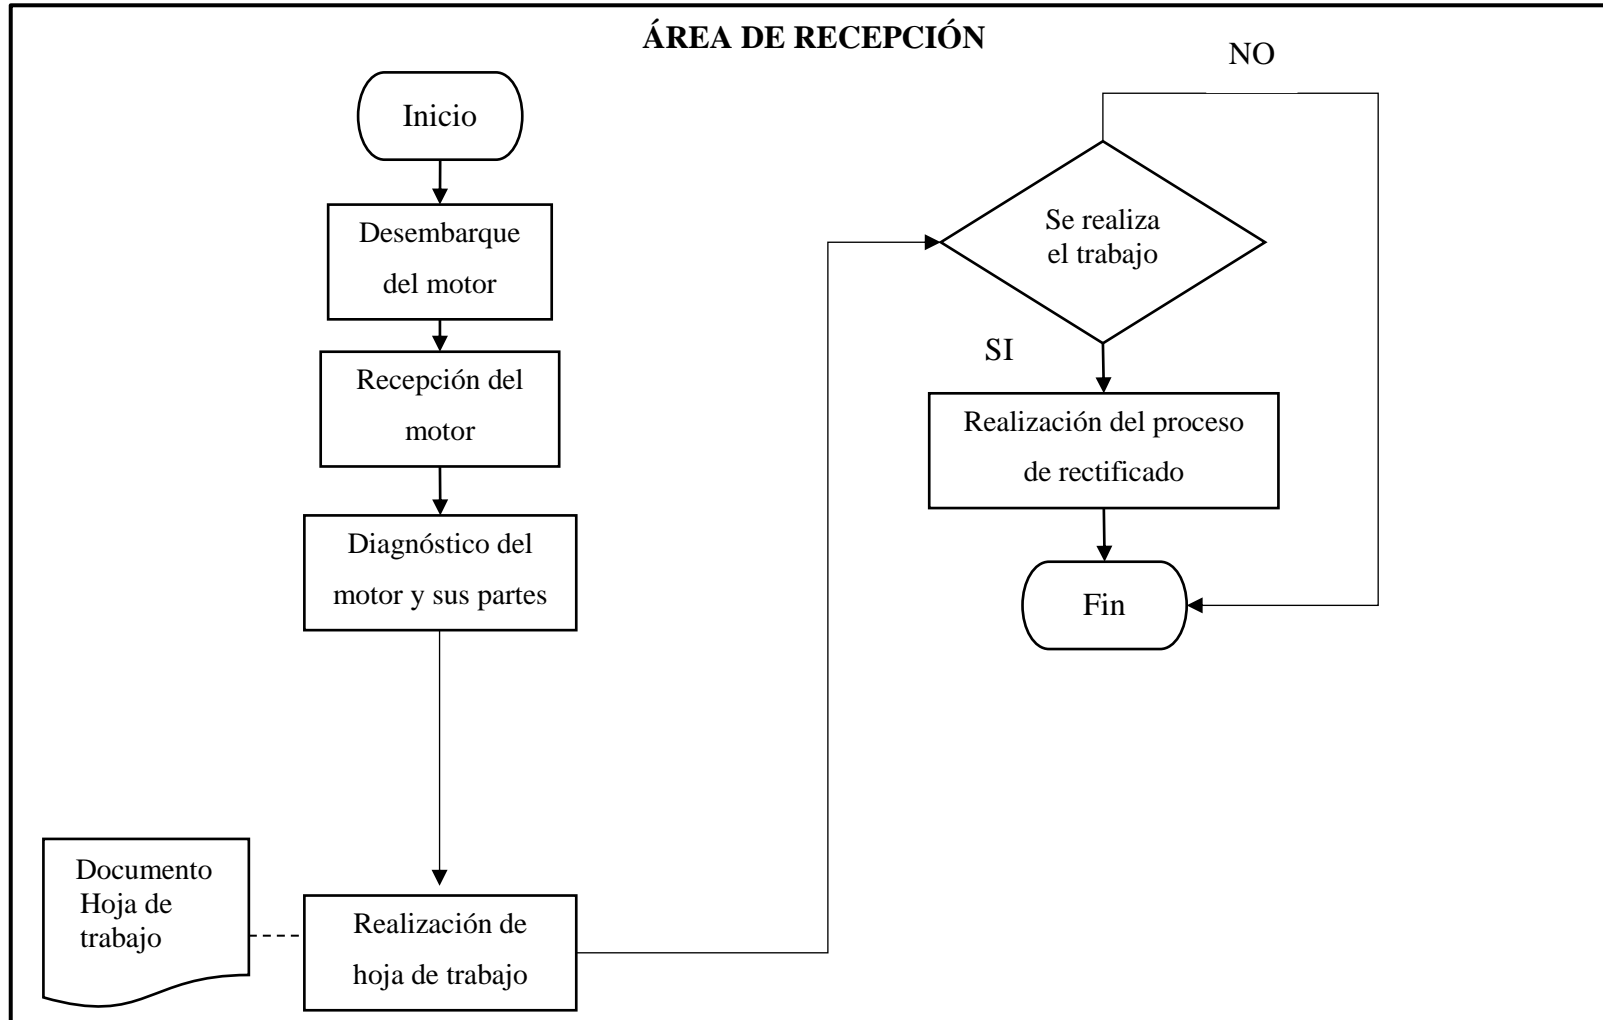 ÁREA DE RECEPCIÓN
Inicio
Desembarque
del motor
Recepción del
motor
Diagnóstico del
motor y sus partes
Documento
Hoja de
trabajo
Realización de
hoja de trabajo
NO
Se realiza
el trabajo
SI
Realización del proceso
de rectificado
Fin